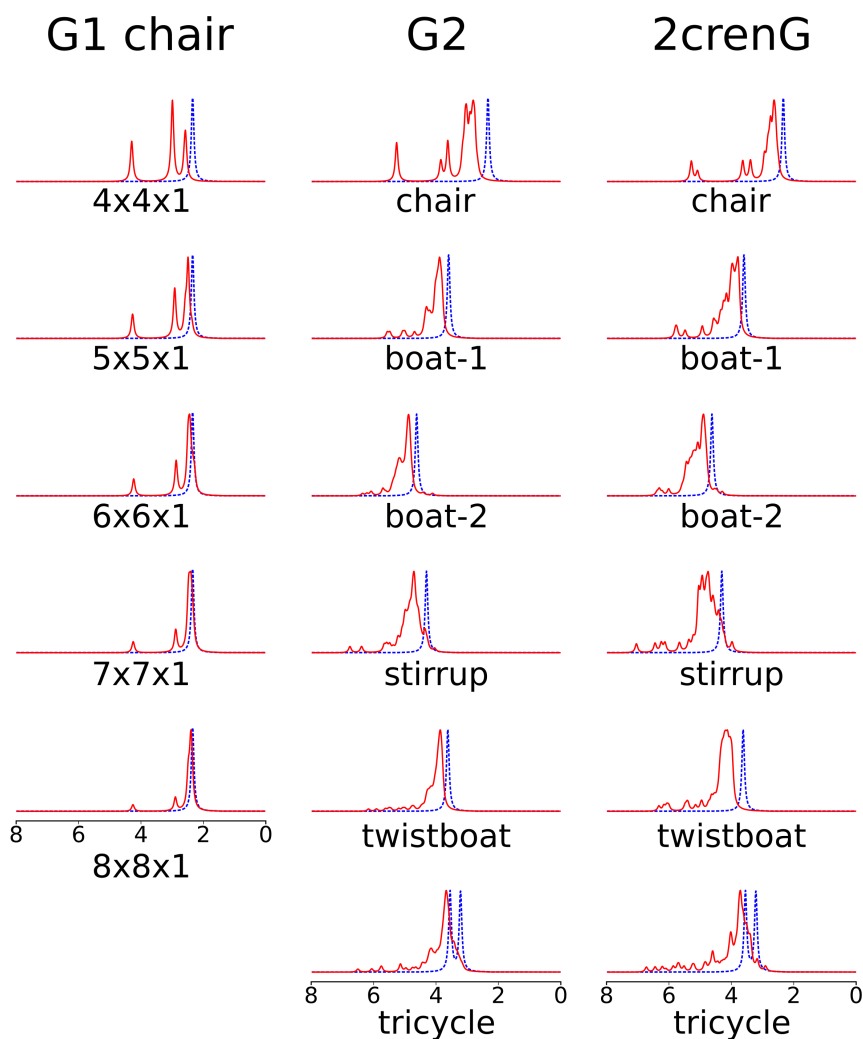 G1 chair G2 2crenG
4x4x1 chair chair
5x5x1 boat-1 boat-1
6x6x1 boat-2 boat-2
7x7x1 stirrup stirrup
8 6 4 2 0
8x8x1 twistboat twistboat
8 6 4 2 0 8 6 4 2 0
tricycle tricycle